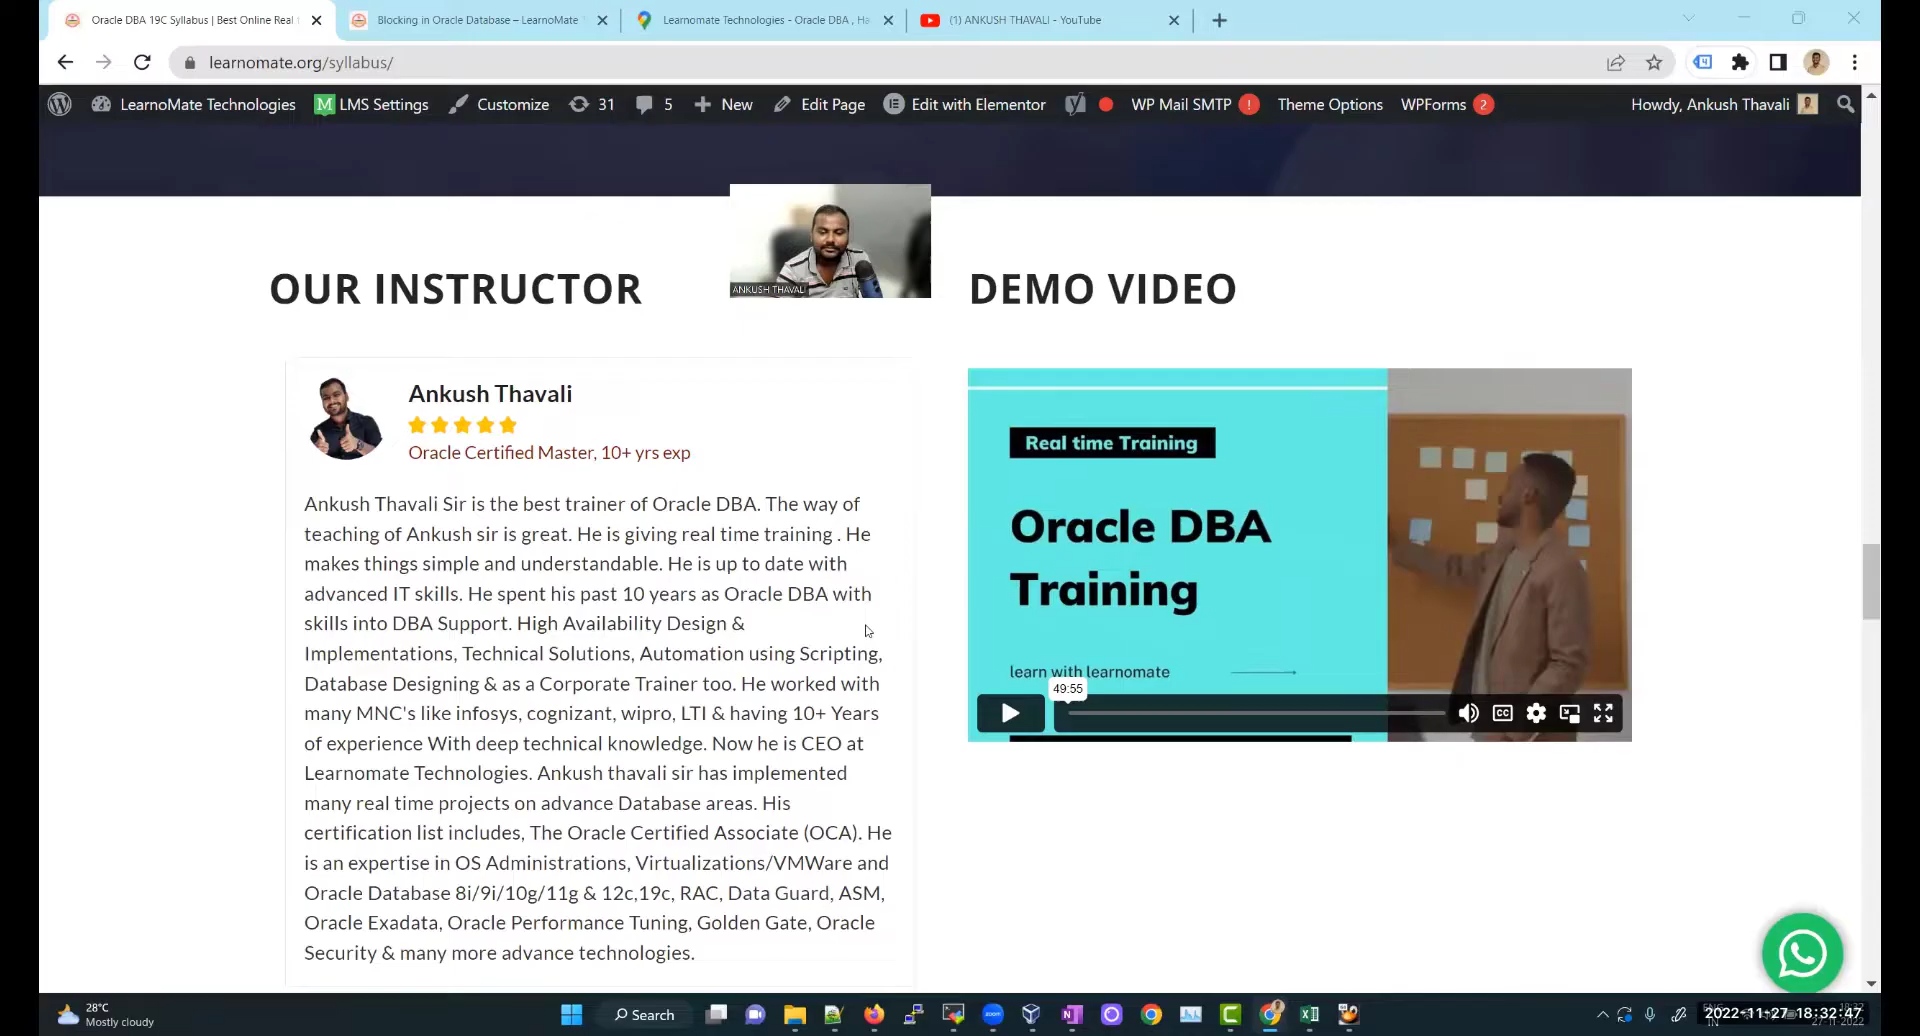 Oracle DBA 19C Syllabus | Best Online Real
Blocking in Oracle Database – LearnoMate
Learnomate Technologies - Oracle DBA , Ha
(1) ANKUSH THAVALI - YouTube
learnomate.org/syllabus/
LearnoMate Technologies
LMS Settings
Customize
31
5
New
Edit Page
Edit with Elementor
WP Mail SMTP !
Theme Options
WPForms 2
Howdy, Ankush Thavali
ANKUSH THAVALI
OUR INSTRUCTOR
Ankush Thavali
Oracle Certified Master, 10+ yrs exp
Ankush Thavali Sir is the best trainer of Oracle DBA. The way of
teaching of Ankush sir is great. He is giving real time training . He
makes things simple and understandable. He is up to date with
advanced IT skills. He spent his past 10 years as Oracle DBA with
skills into DBA Support. High Availability Design &
Implementations, Technical Solutions, Automation using Scripting,
Database Designing & as a Corporate Trainer too. He worked with
many MNC's like infosys, cognizant, wipro, LTI & having 10+ Years
of experience With deep technical knowledge. Now he is CEO at
Learnomate Technologies. Ankush thavali sir has implemented
many real time projects on advance Database areas. His
certification list includes, The Oracle Certified Associate (OCA). He
is an expertise in OS Administrations, Virtualizations/VMWare and
Oracle Database 8i/9i/10g/11g & 12c,19c, RAC, Data Guard, ASM,
Oracle Exadata, Oracle Performance Tuning, Golden Gate, Oracle
Security & many more advance technologies.
DEMO VIDEO
Real time Training
Oracle DBA
Training
learn with learnomate
49:55
CC
28°C
Mostly cloudy
Search
zoom
2022-11-27 18:32:47